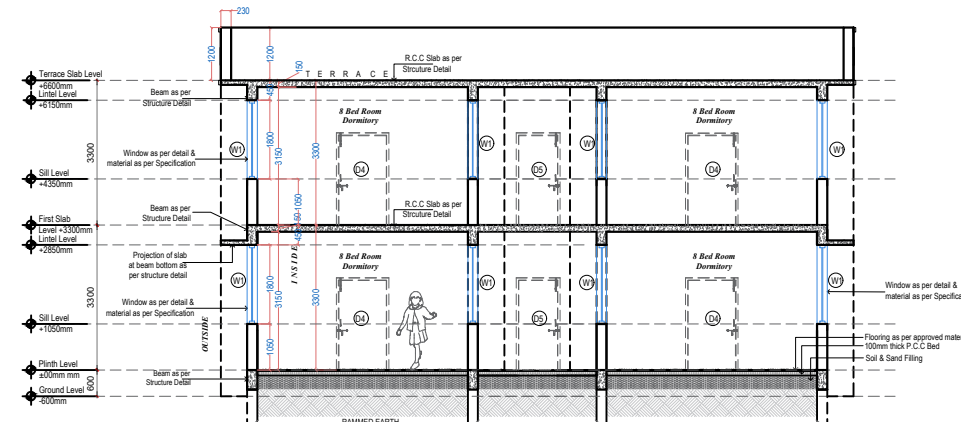 230
1200
1200
150
T E R R A C E
R.C.C Slab as per
Strcuture Detail
Terrace Slab Level
+6600mm
Lintel Level
+6150mm
Beam as per
Structure Detail
450
8 Bed Room
Dormitory
8 Bed Room
Dormitory
3300
Window as per detail &
material as per Specification
W1
1800
3150
3300
D4
W1
D5
W1
D4
W1
Sill Level
+4350mm
1050
Beam as per
Structure Detail
R.C.C Slab as per
Strcuture Detail
First Slab
Level +3300mm
Lintel Level
+2850mm
Projection of slab
at beam bottom as
per structure detail
I N S I D E
8 Bed Room
Dormitory
8 Bed Room
Dormitory
3300
W1
1800
3150
3300
W1
W1
W1
Window as per detail &
material as per Specification
Window as per detail &
material as per Specifica
D4
D5
D4
Sill Level
+1050mm
OUTSIDE
1050
Flooring as per approved mater
100mm thick P.C.C Bed
Soil & Sand Filling
Plinth Level
±00mm mm
Beam as per
Structure Detail
600
Ground Level
-600mm
RAMMED EARTH